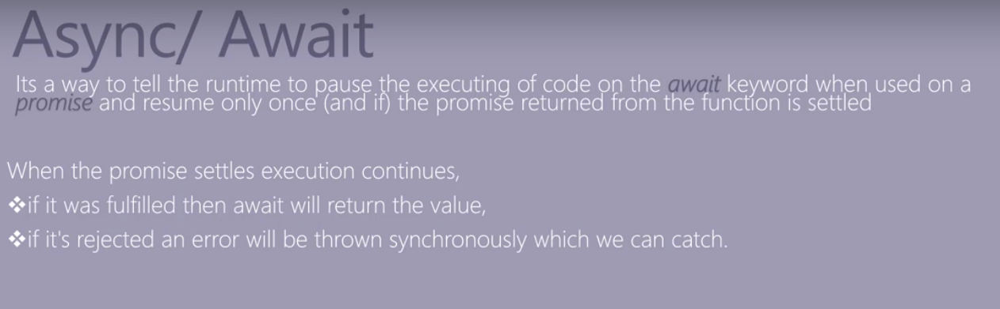 Async/ Await
Its a way to tell the runtime to pause the executing of code on the await keyword when used on a
promise and resume only once (and if) the promise returned from the function is settled
When the promise settles execution continues,
❖if it was fulfilled then await will return the value,
❖if it's rejected an error will be thrown synchronously which we can catch.